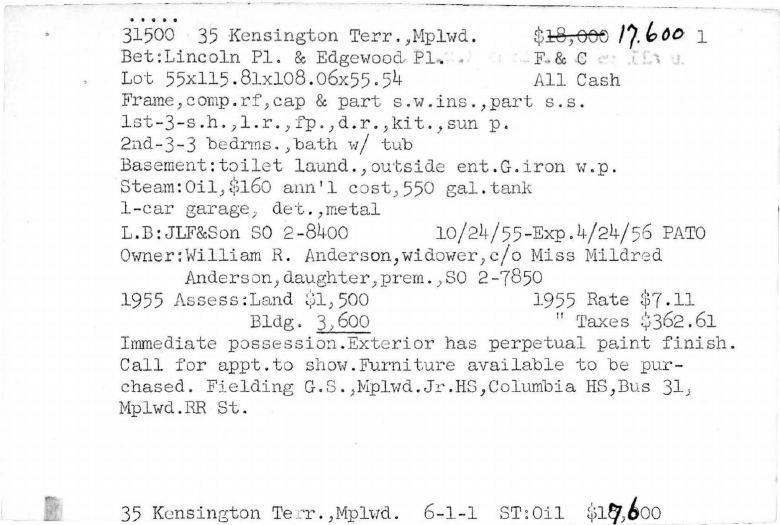 31500 35 Kensington Terr.,Mplwd. $18,000 17.600 1
Bet:Lincoln Pl. & Edgewood Pl. F. & C
Lot 55x115.81x108.06x55.54 All Cash
Frame,comp.rf,cap & part s.w.ins.,part s.s.
1st-3-s.h.,l.r.,fp.,d.r.,kit.,sun p.
2nd-3-3 bedrms.,bath w/ tub
Basement:toilet laund.,outside ent.G.iron w.p.
Steam:Oil,$160 ann'l cost,550 gal.tank
1-car garage, det.,metal
L.B:JLF&Son SO 2-8400 10/24/55-Exp.4/24/56 PATO
Owner:William R. Anderson,widower,c/o Miss Mildred
Anderson,daughter,prem.,SO 2-7850
1955 Assess:Land $1,500 1955 Rate $7.11
Bldg. 3,600 " Taxes $362.61
Immediate possession.Exterior has perpetual paint finish.
Call for appt.to show.Furniture available to be pur-
chased. Fielding G.S.,Mplwd.Jr.HS,Columbia HS,Bus 31,
Mplwd.RR St.
35 Kensington Terr.,Mplwd. 6-1-1 ST:Oil $17,600